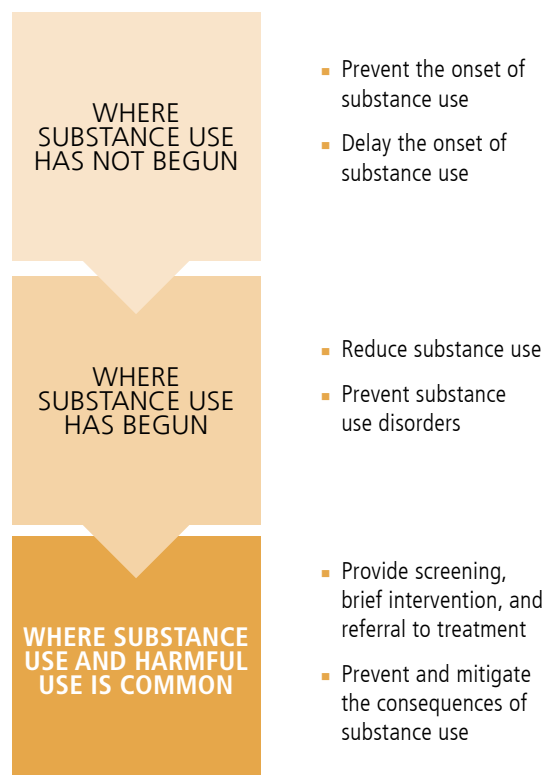 WHERE
SUBSTANCE USE
HAS NOT BEGUN
▪ Prevent the onset of
substance use
▪ Delay the onset of
substance use
WHERE
SUBSTANCE USE
HAS BEGUN
▪ Reduce substance use
▪ Prevent substance
use disorders
WHERE SUBSTANCE
USE AND HARMFUL
USE IS COMMON
▪ Provide screening,
brief intervention, and
referral to treatment
▪ Prevent and mitigate
the consequences of
substance use